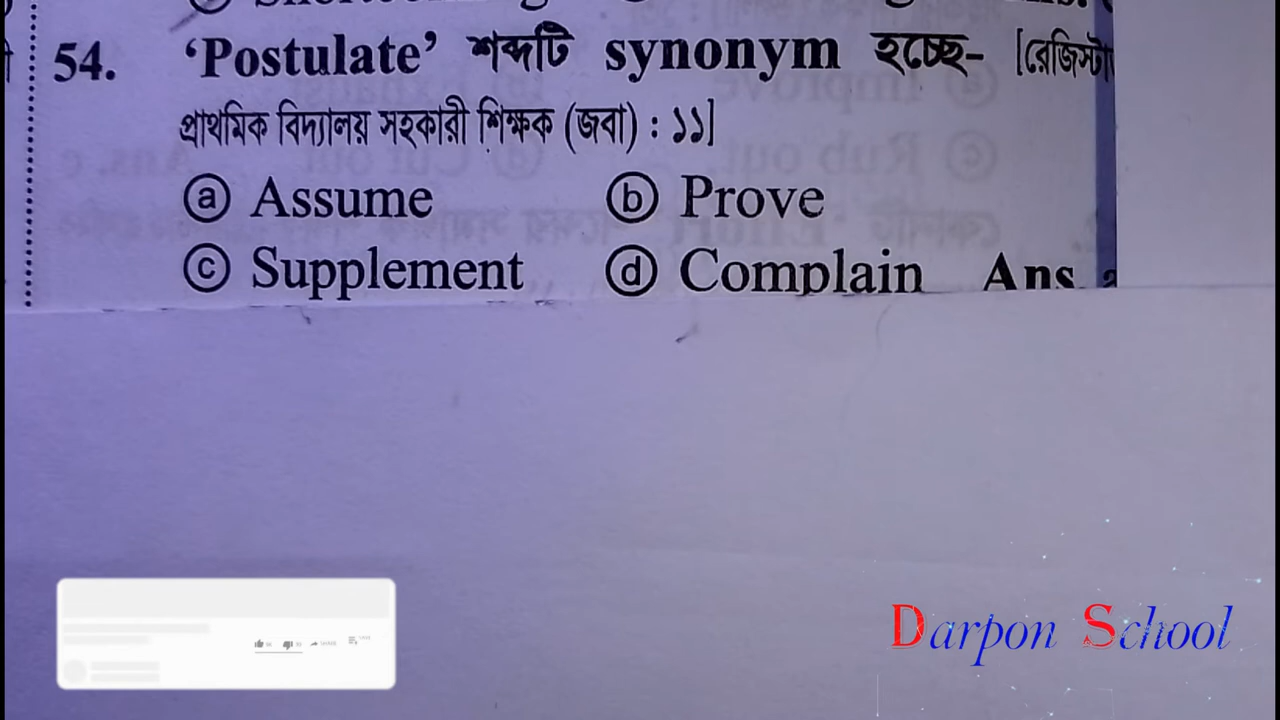 54. ‘Postulate’ শব্দটি synonym হচ্ছে-
প্রাথমিক বিদ্যালয় সহকারী শিক্ষক (জবা) : ১১]
ⓐ Assume ⓑ Prove
ⓒ Supplement ⓓ Complain Ans. a
Darpon School